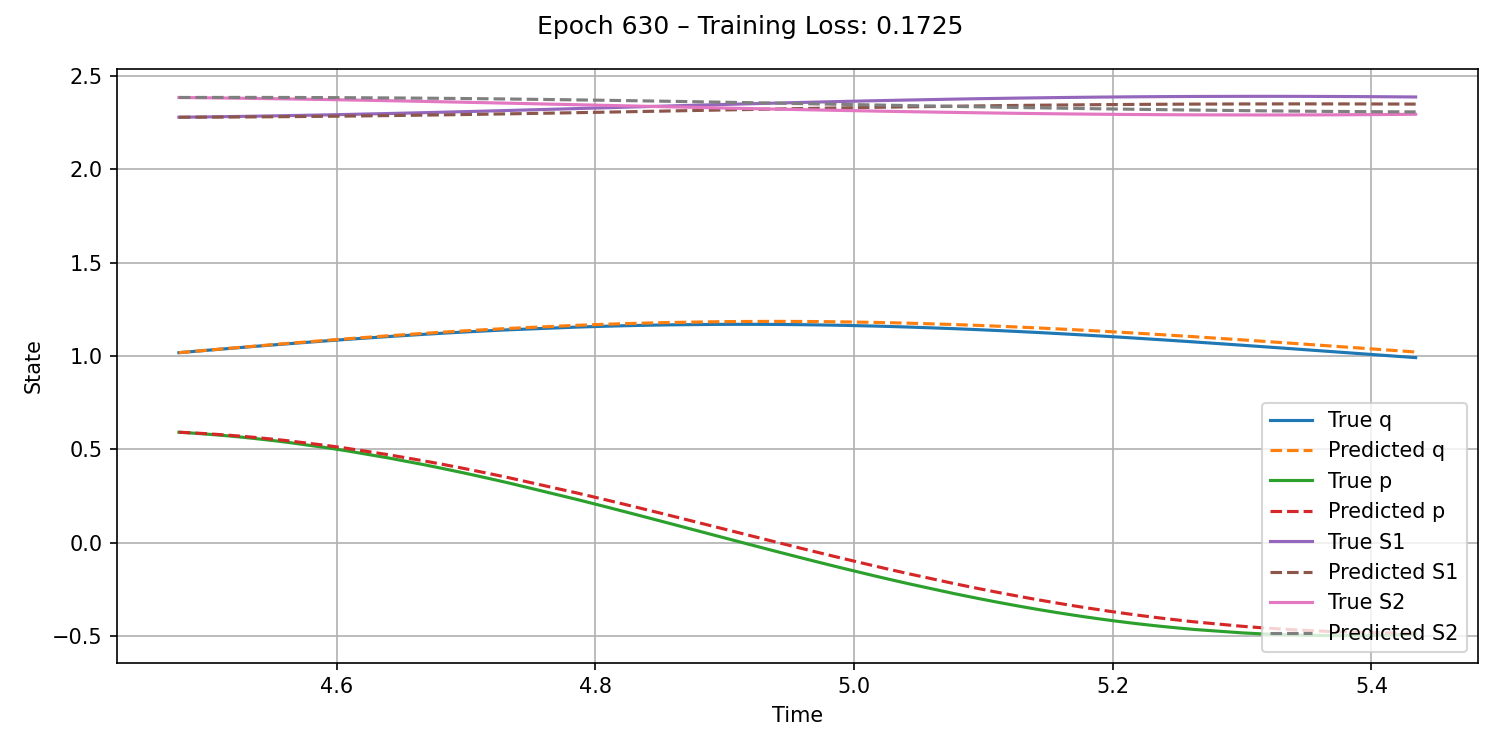 Epoch 630 – Training Loss: 0.1725
State
2.5
2.0
1.5
1.0
0.5
0.0
−0.5
True q
Predicted q
True p
Predicted p
True S1
Predicted S1
True S2
Predicted S2
4.6 4.8 5.0 5.2 5.4
Time